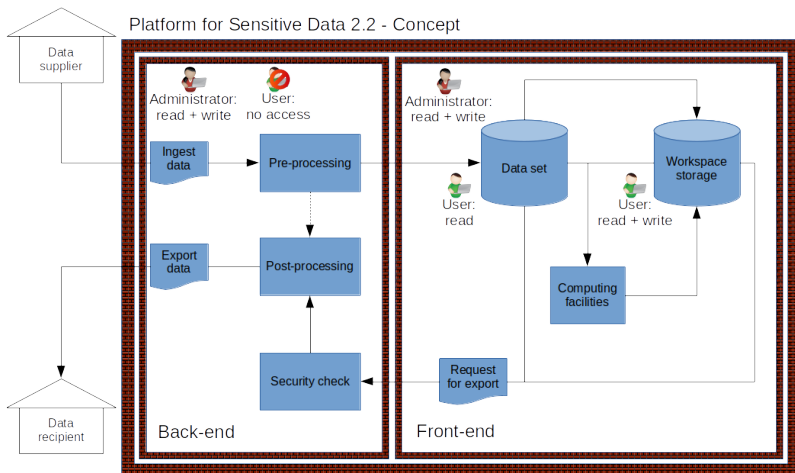 Platform for Sensitive Data 2.2 - Concept
Data
supplier
Administrator:
read + write
User:
no access
Administrator:
read + write
Ingest
data
Pre-processing
Data set
Workspace
storage
User:
read
User:
read + write
Export
data
Post-processing
Computing
facilities
Security check
Request
for export
Data
recipient
Back-end
Front-end